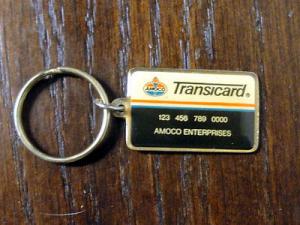 AMOCO
Transicard®
123 456 789 0000
AMOCO ENTERPRISES